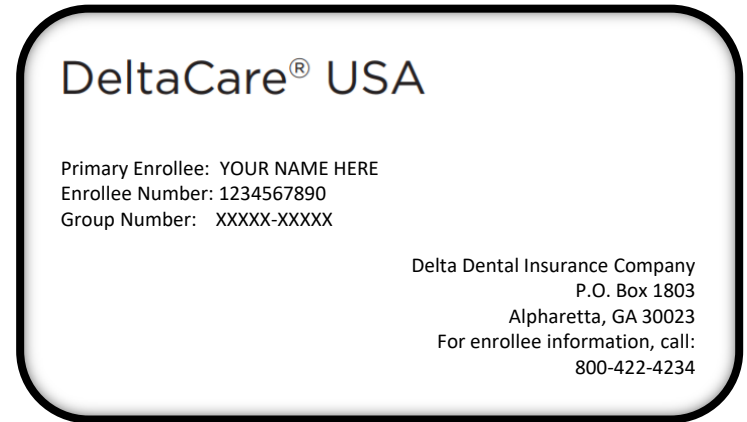 DeltaCare® USA
Primary Enrollee: YOUR NAME HERE
Enrollee Number: 1234567890
Group Number: XXXXX-XXXXX
Delta Dental Insurance Company
P.O. Box 1803
Alpharetta, GA 30023
For enrollee information, call:
800-422-4234